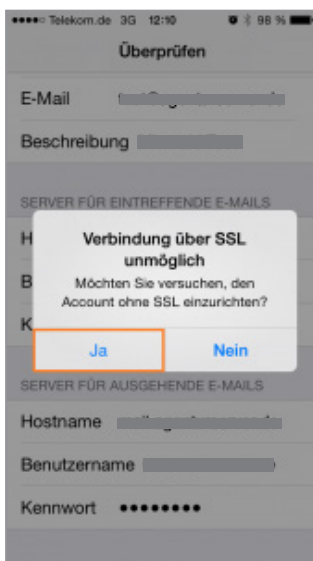 Telekom.de 3G 12:10 98 %
Überprüfen
E-Mail
Beschreibung
SERVER FÜR EINTREFFENDE E-MAILS
H
Verbindung über SSL
unmöglich
B
Möchten Sie versuchen, den
Account ohne SSL einzurichten?
K
Ja Nein
SERVER FÜR AUSGEHENDE E-MAILS
Hostname
Benutzername
Kennwort ●●●●●●●●